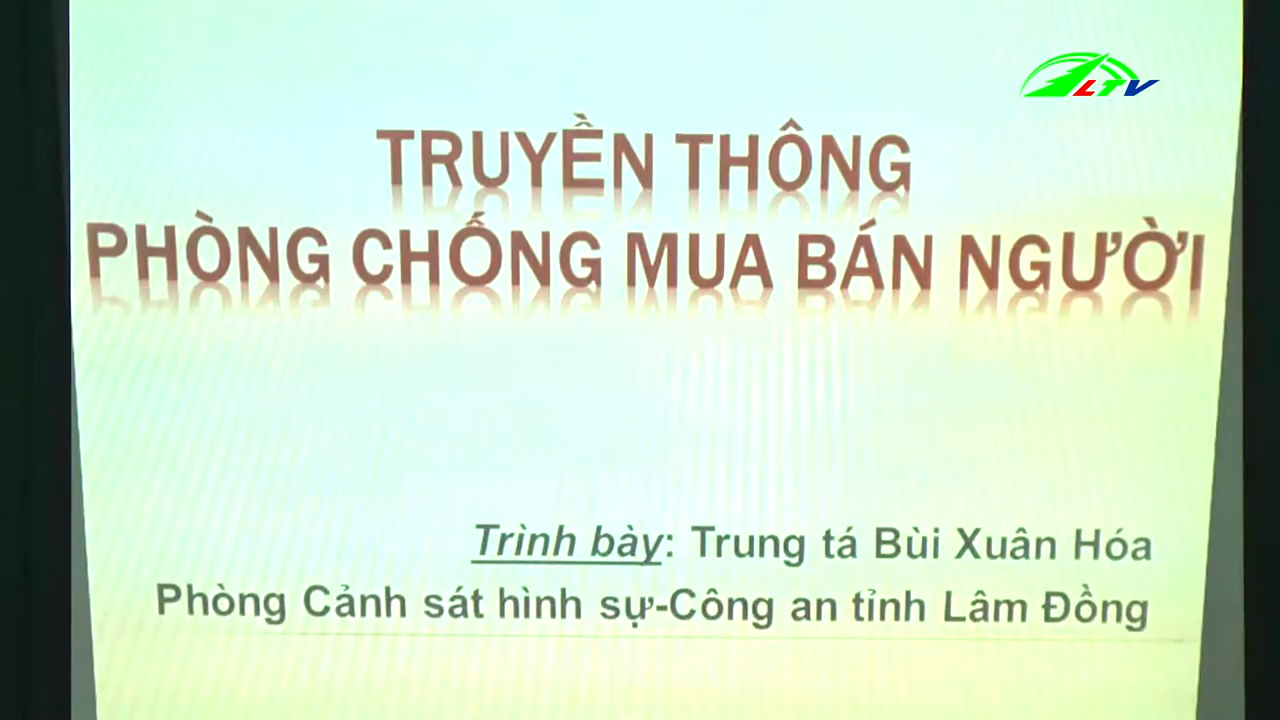 LTV
TRUYỀN THÔNG
PHÒNG CHỐNG MUA BÁN NGƯỜI
Trình bày: Trung tá Bùi Xuân Hóa
Phòng Cảnh sát hình sự-Công an tỉnh Lâm Đồng